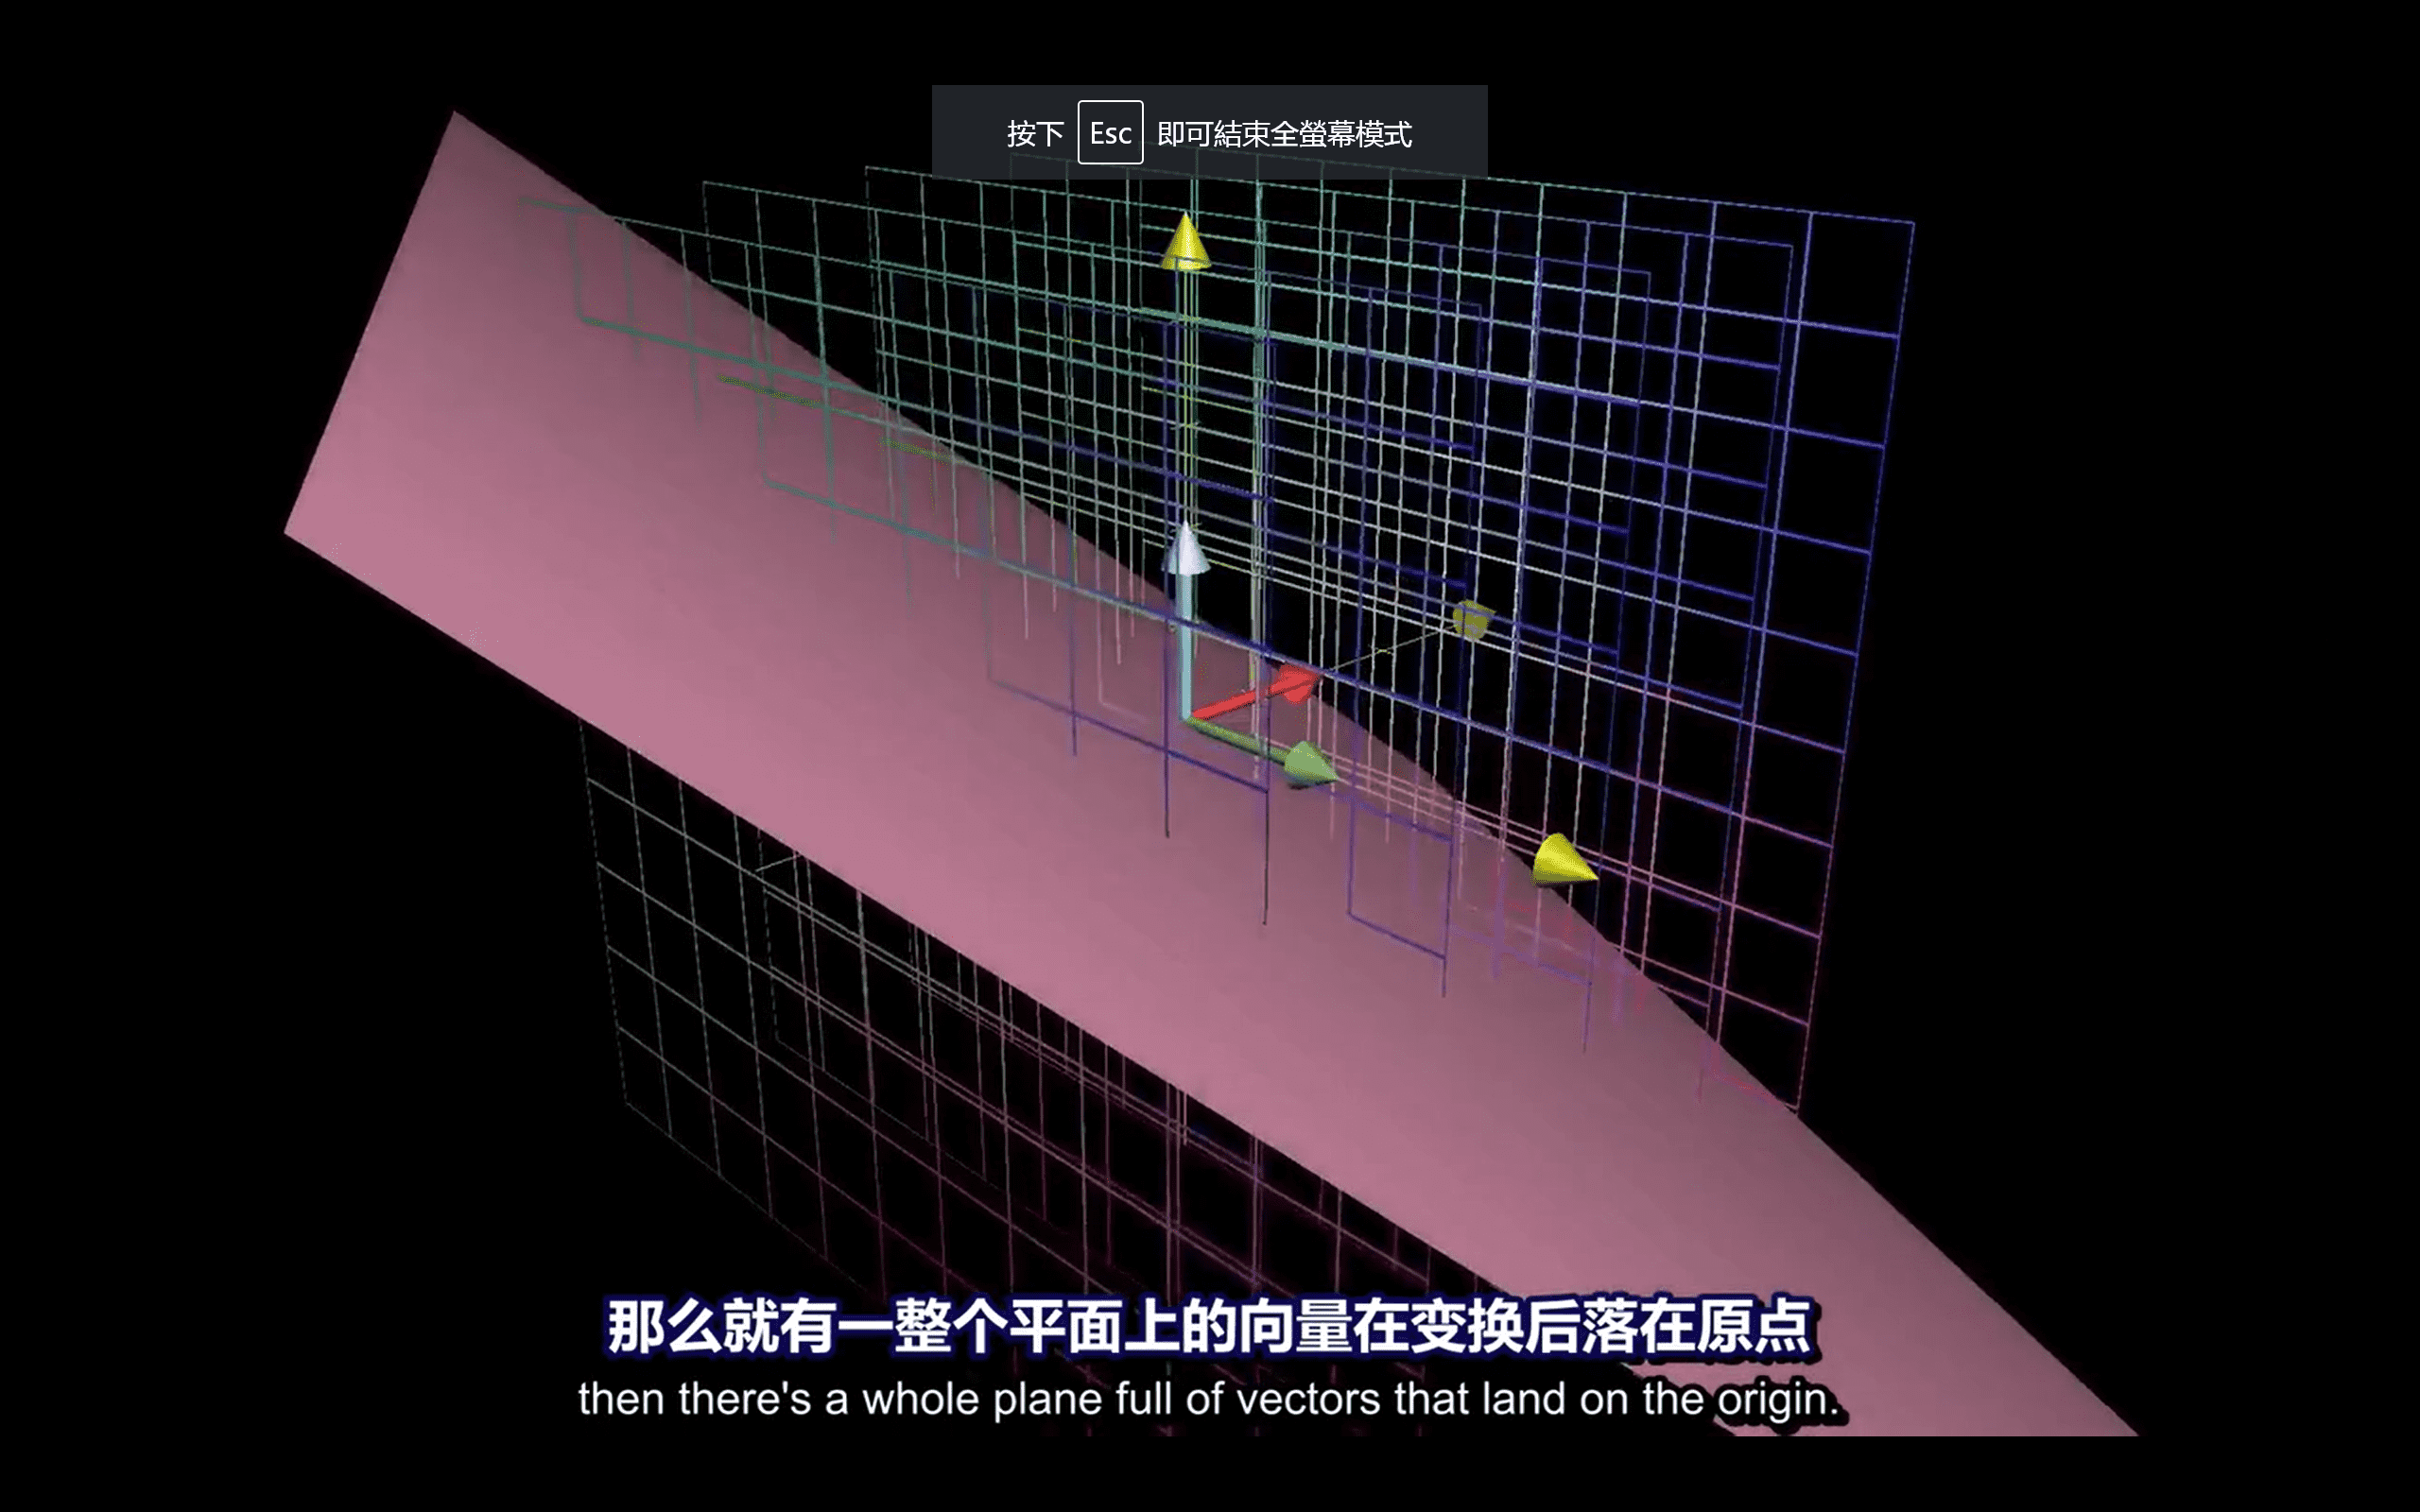 按下 Esc 即可結束全螢幕模式
那么就有一整个平面上的向量在变换后落在原点
then there's a whole plane full of vectors that land on the origin.